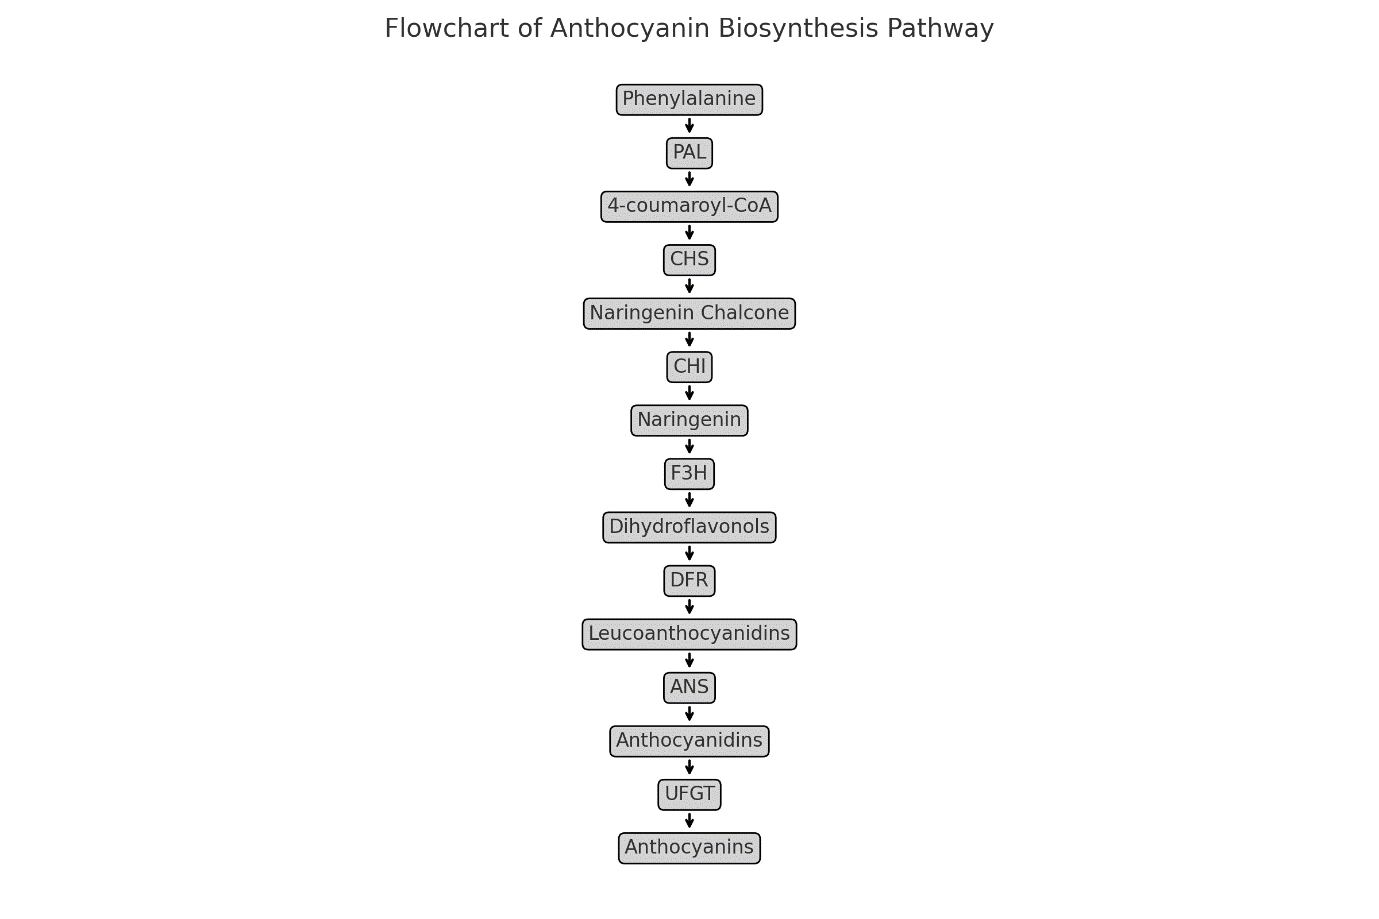 Flowchart of Anthocyanin Biosynthesis Pathway
Phenylalanine
PAL
4-coumaroyl-CoA
CHS
Naringenin Chalcone
CHI
Naringenin
F3H
Dihydroflavonols
DFR
Leucoanthocyanidins
ANS
Anthocyanidins
UFGT
Anthocyanins